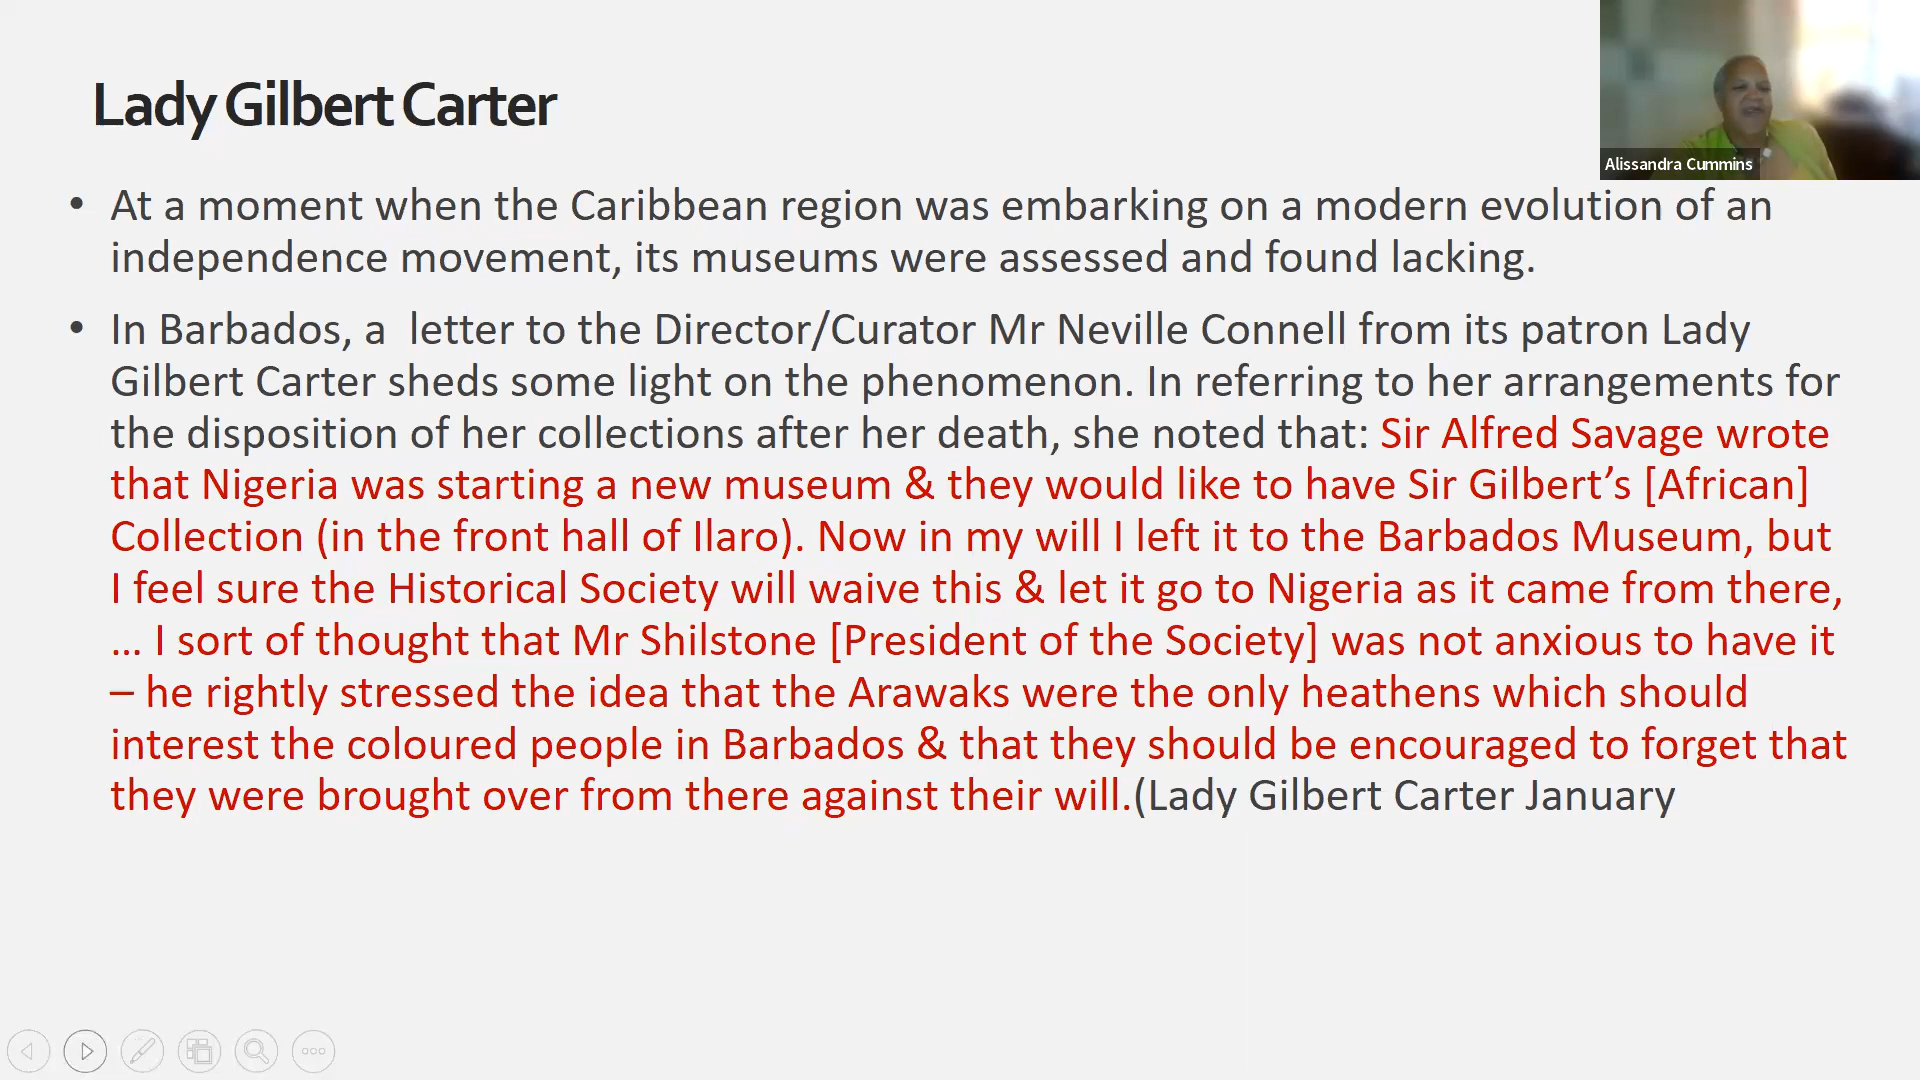 Lady Gilbert Carter
Alissandra Cummins
• At a moment when the Caribbean region was embarking on a modern evolution of an
independence movement, its museums were assessed and found lacking.
• In Barbados, a  letter to the Director/Curator Mr Neville Connell from its patron Lady
Gilbert Carter sheds some light on the phenomenon. In referring to her arrangements for
the disposition of her collections after her death, she noted that: Sir Alfred Savage wrote
that Nigeria was starting a new museum & they would like to have Sir Gilbert’s [African]
Collection (in the front hall of Ilaro). Now in my will I left it to the Barbados Museum, but
I feel sure the Historical Society will waive this & let it go to Nigeria as it came from there,
... I sort of thought that Mr Shilstone [President of the Society] was not anxious to have it
– he rightly stressed the idea that the Arawaks were the only heathens which should
interest the coloured people in Barbados & that they should be encouraged to forget that
they were brought over from there against their will.(Lady Gilbert Carter January